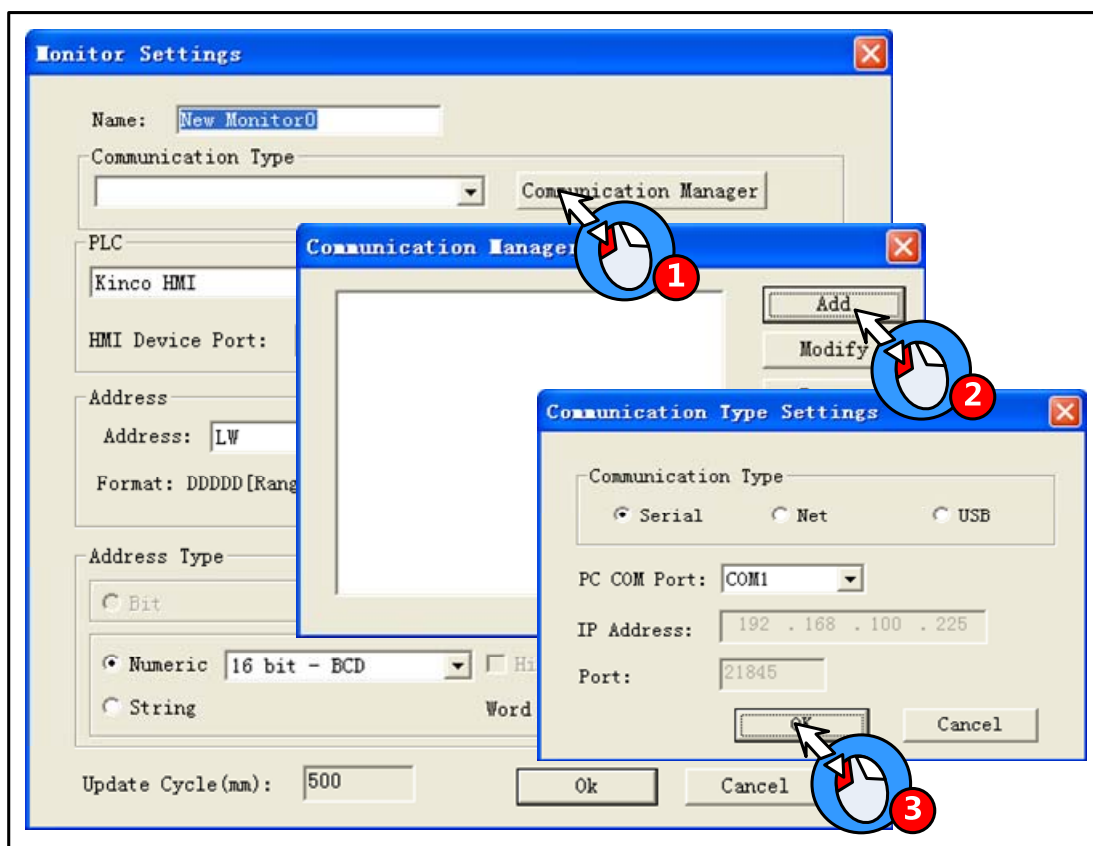 Monitor Settings
Name: New Monitor0
Communication Type
Communication Manager
PLC
Kinco HMI
HMI Device Port:
Address
Address: LW
Format: DDDDD[Rang
Address Type
Bit
Numeric 16 bit - BCD Hi
String Word
Update Cycle(mm): 500 Ok Cancel
Communication Manager
1
Add
Modify
2
Communication Type Settings
Communication Type
Serial Net USB
PC COM Port: COM1
IP Address: 192 . 168 . 100 . 225
Port: 21845
OK Cancel
3